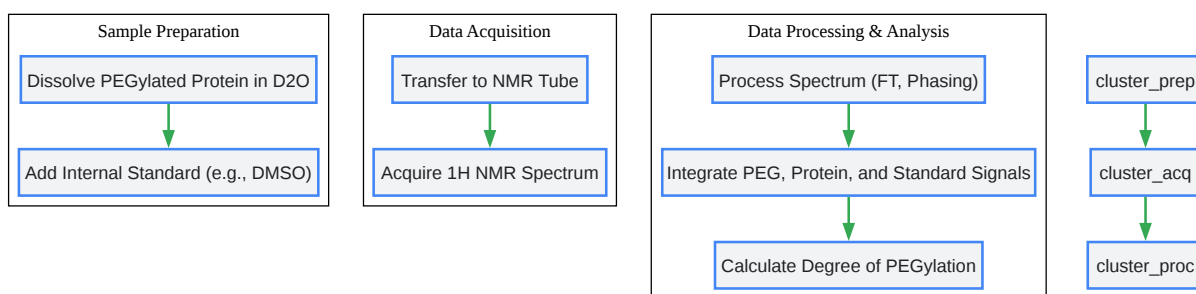 Sample Preparation
Dissolve PEGylated Protein in D2O
Add Internal Standard (e.g., DMSO)
Data Acquisition
Transfer to NMR Tube
Acquire 1H NMR Spectrum
Data Processing & Analysis
Process Spectrum (FT, Phasing)
Integrate PEG, Protein, and Standard Signals
Calculate Degree of PEGylation
cluster_prep
cluster_acq
cluster_proc